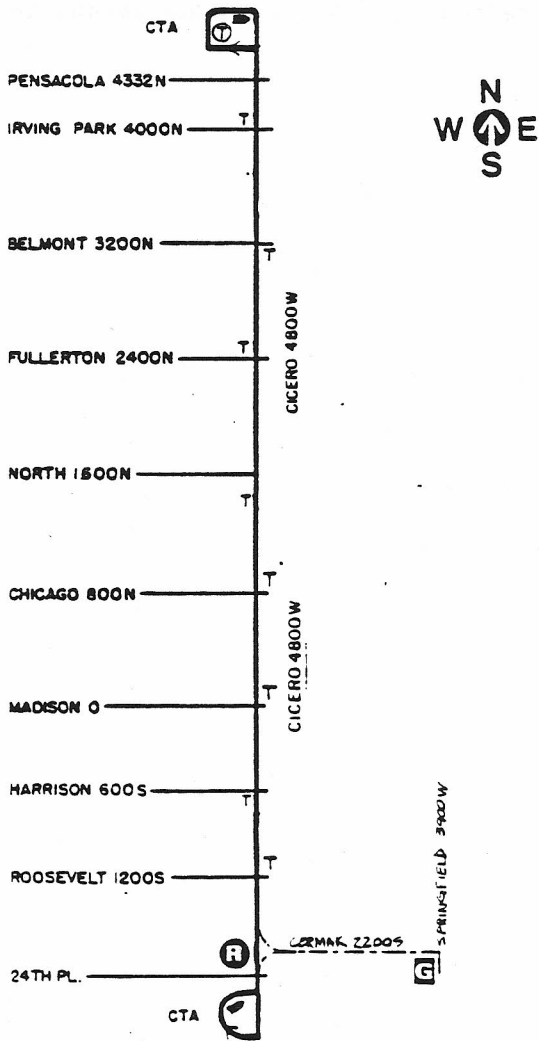 CTA
T
PENSACOLA 4332N
N
IRVING PARK 4000N
T
W E
S
BELMONT 3200N
T
CICERO 4800W
FULLERTON 2400N
T
NORTH 1600N
T
CHICAGO 800N
T
CICERO 4800W
MADISON 0
T
HARRISON 600S
T
ROOSEVELT 1200S
T
SPRINGFIELD 3900W
R
CERMAK 2200S
G
24TH PL.
CTA